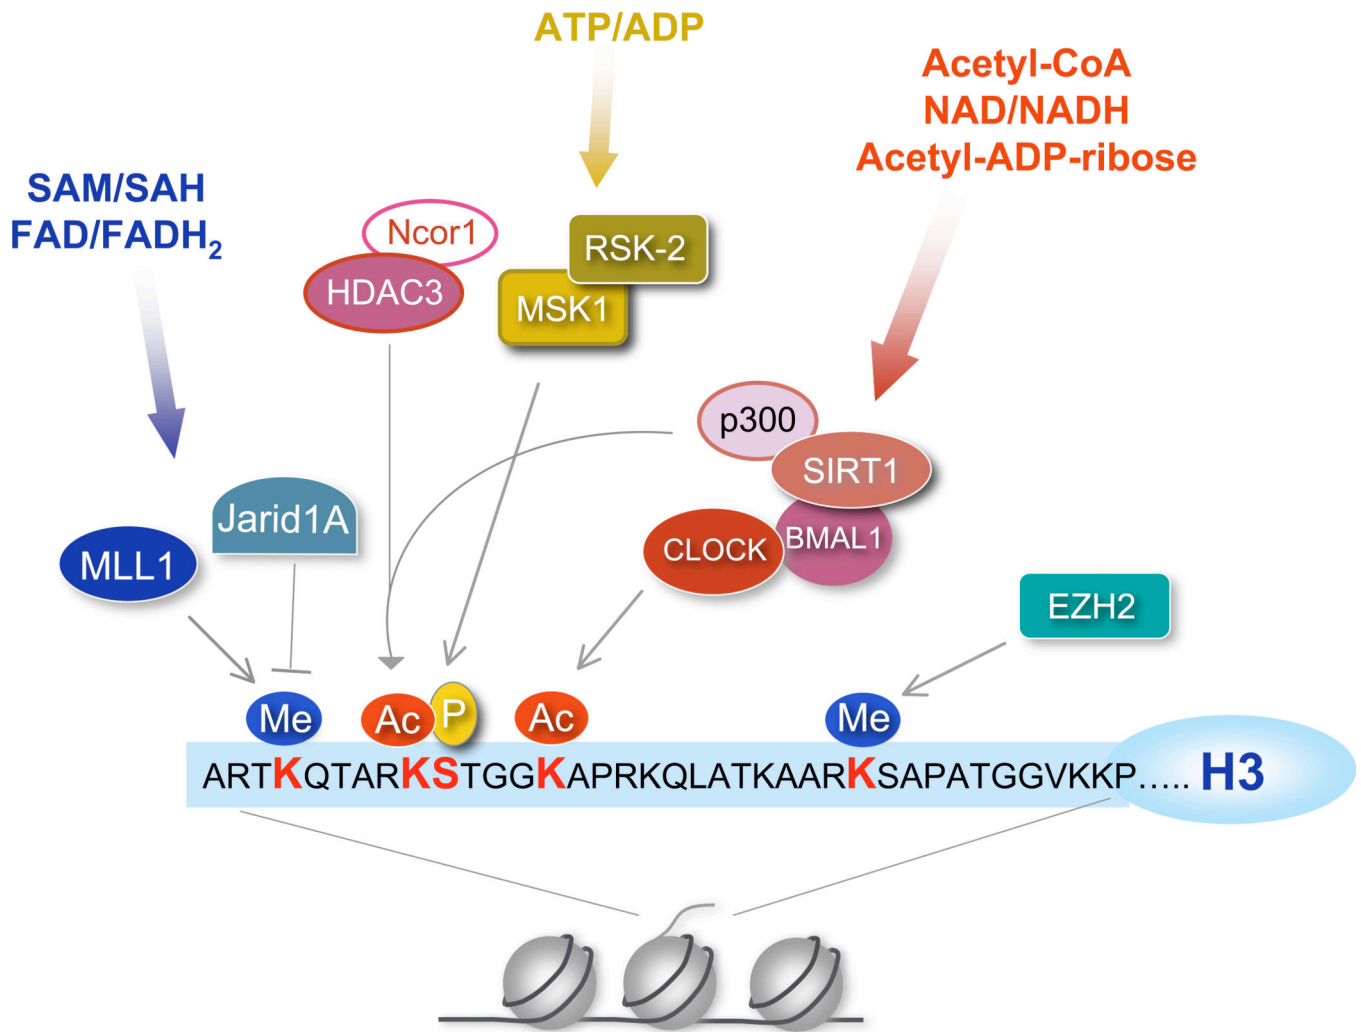 ATP/ADP
Acetyl-CoA
NAD/NADH
Acetyl-ADP-ribose
SAM/SAH
FAD/FADH₂
Ncor1
HDAC3
RSK-2
MSK1
p300
SIRT1
Jarid1A
MLL1
CLOCK
BMAL1
EZH2
Me
Ac
P
Ac
Me
ARTKQTARKSTGGKAPRKQLATKAARKSAPATGGVKKP..... H3